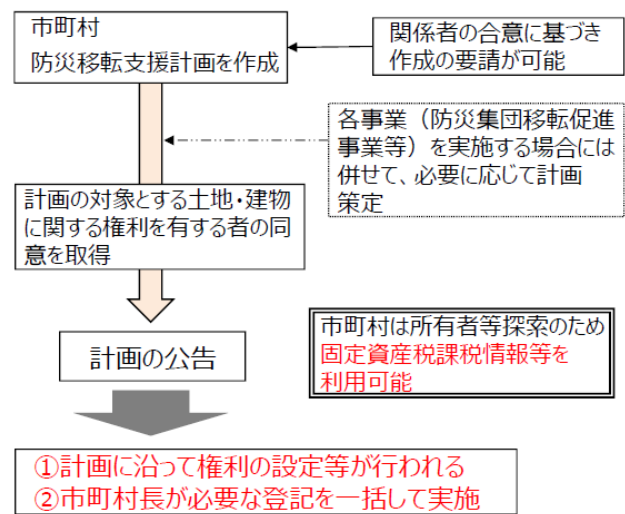 市町村
防災移転支援計画を作成
関係者の合意に基づき
作成の要請が可能
各事業（防災集団移転促進
事業等）を実施する場合には
併せて、必要に応じて計画
策定
計画の対象とする土地・建物
に関する権利を有する者の同
意を取得
市町村は所有者等探索のため
固定資産税課税情報等を
利用可能
計画の公告
①計画に沿って権利の設定等が行われる
②市町村長が必要な登記を一括して実施